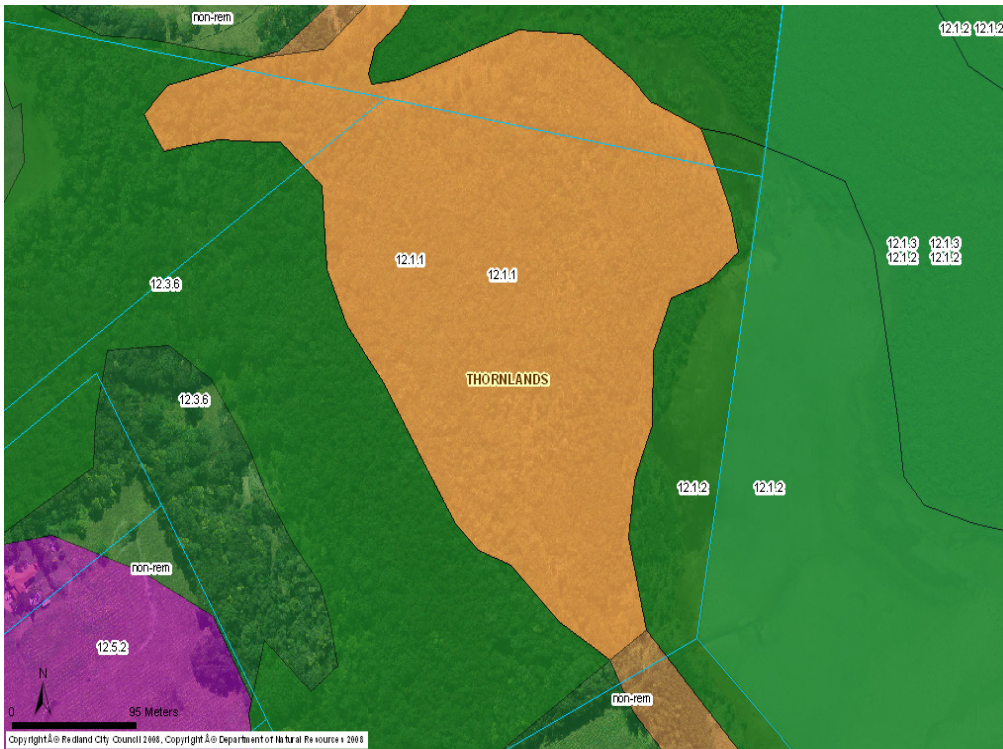 non-rem
12.1.2 12.1.2
12.1.3 12.1.3
12.1.2 12.1.2
12.1.1
12.1.1
12.3.6
THORNLANDS
12.3.6
12.1.2
12.1.2
non-rem
12.5.2
non-rem
N
0 95 Meters
CopyrightÂ© Redland City Council 2008, CopyrightÂ© Department of Natural Resources 2008